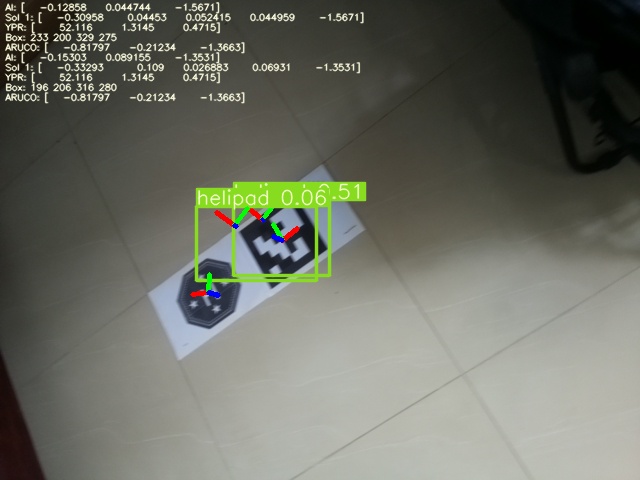 AI: [ -0.12858 0.044744 -1.5671]
Sol 1: [ -0.30958 0.04453 0.052415 0.044959 -1.5671]
YPR: [ 52.116 1.3145 0.4715]
Box: 233 200 329 275
ARUCO: [ -0.81797 -0.21234 -1.3663]
AI: [ -0.15303 0.089155 -1.3531]
Sol 1: [ -0.33293 0.109 0.026883 0.06931 -1.3531]
YPR: [ 52.116 1.3145 0.4715]
Box: 196 206 316 280
ARUCO: [ -0.81797 -0.21234 -1.3663]
helipad 0.06
.51